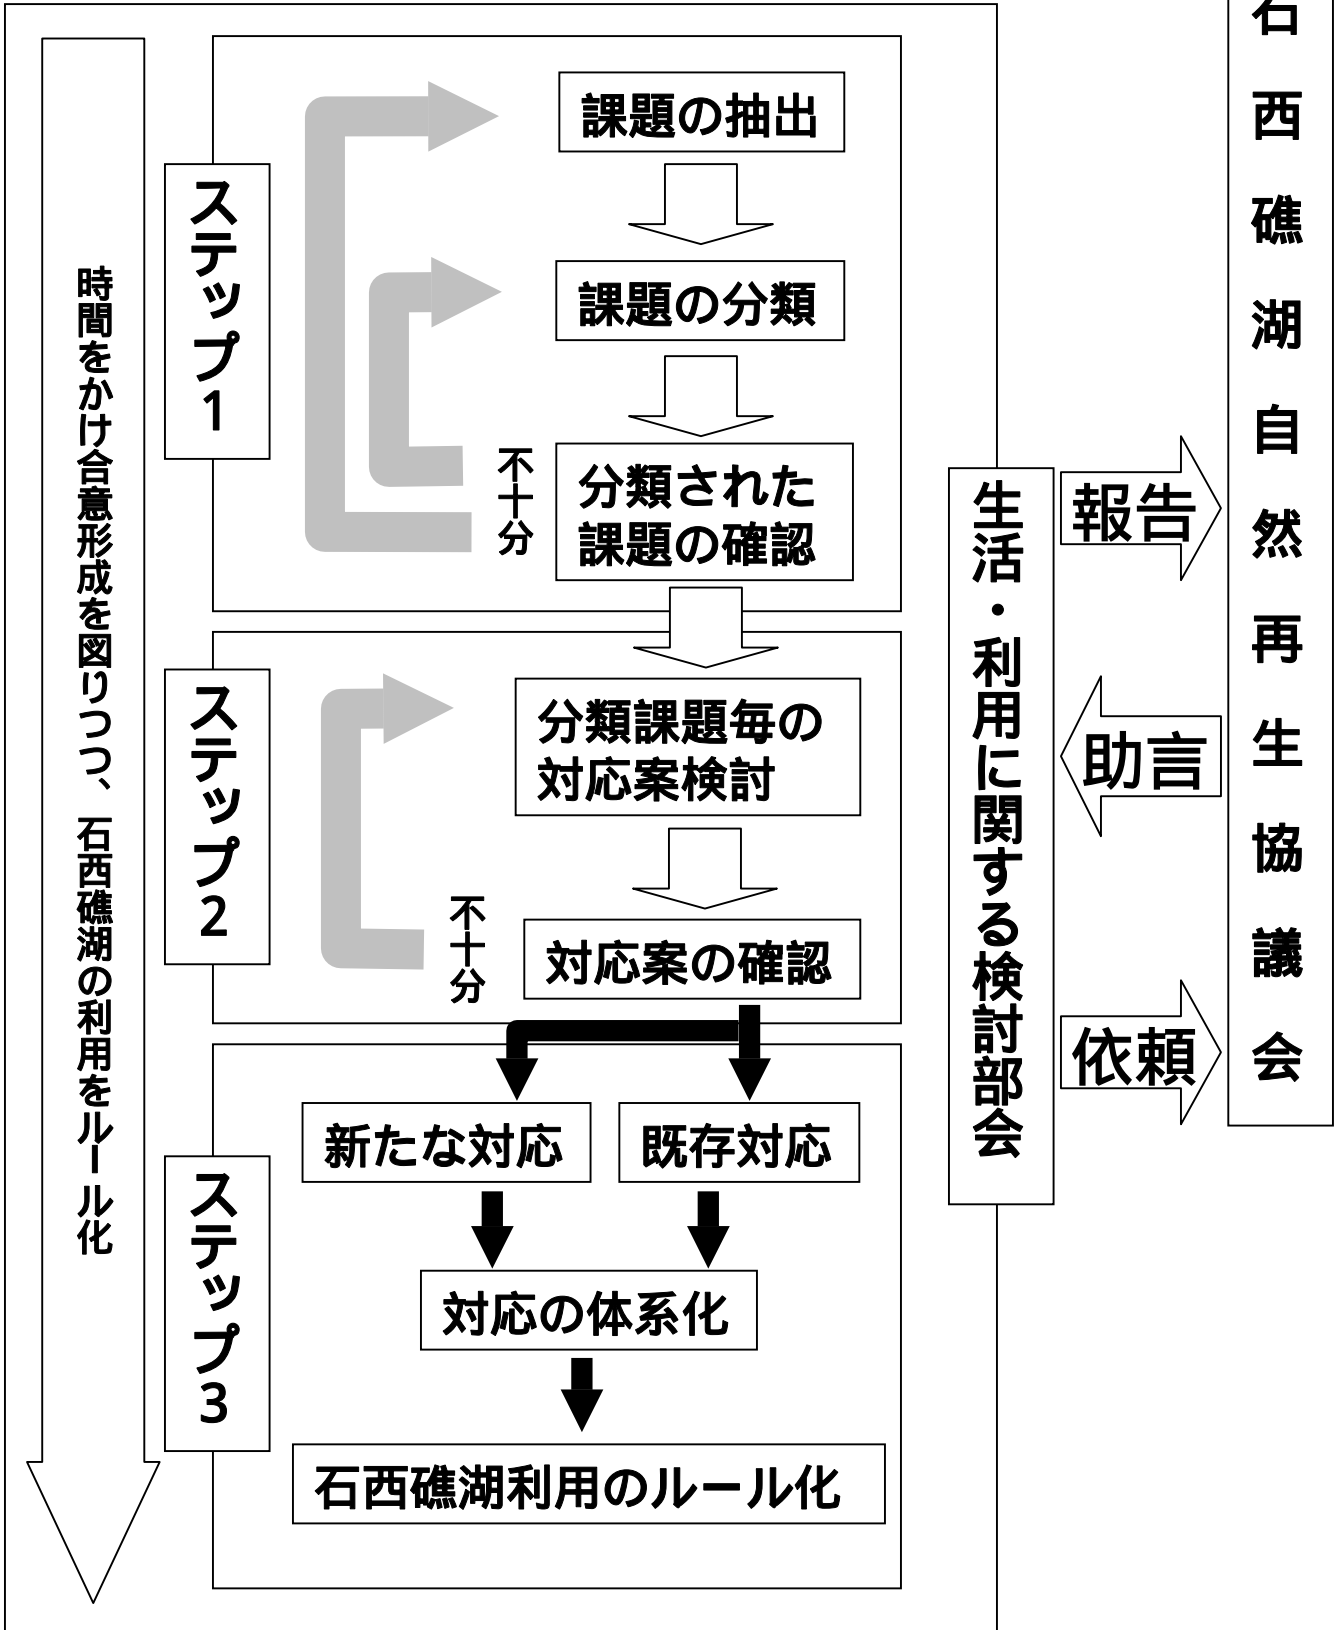 時間をかけ合意形成を図りつつ、石西礁湖の利用をルール化
ステップ1
課題の抽出
課題の分類
分類された
課題の確認
不十分
ステップ2
分類課題毎の
対応案検討
対応案の確認
不十分
ステップ3
新たな対応
既存対応
対応の体系化
石西礁湖利用のルール化
生活・利用に関する検討部会
報告
助言
依頼
石西礁湖自然再生協議会